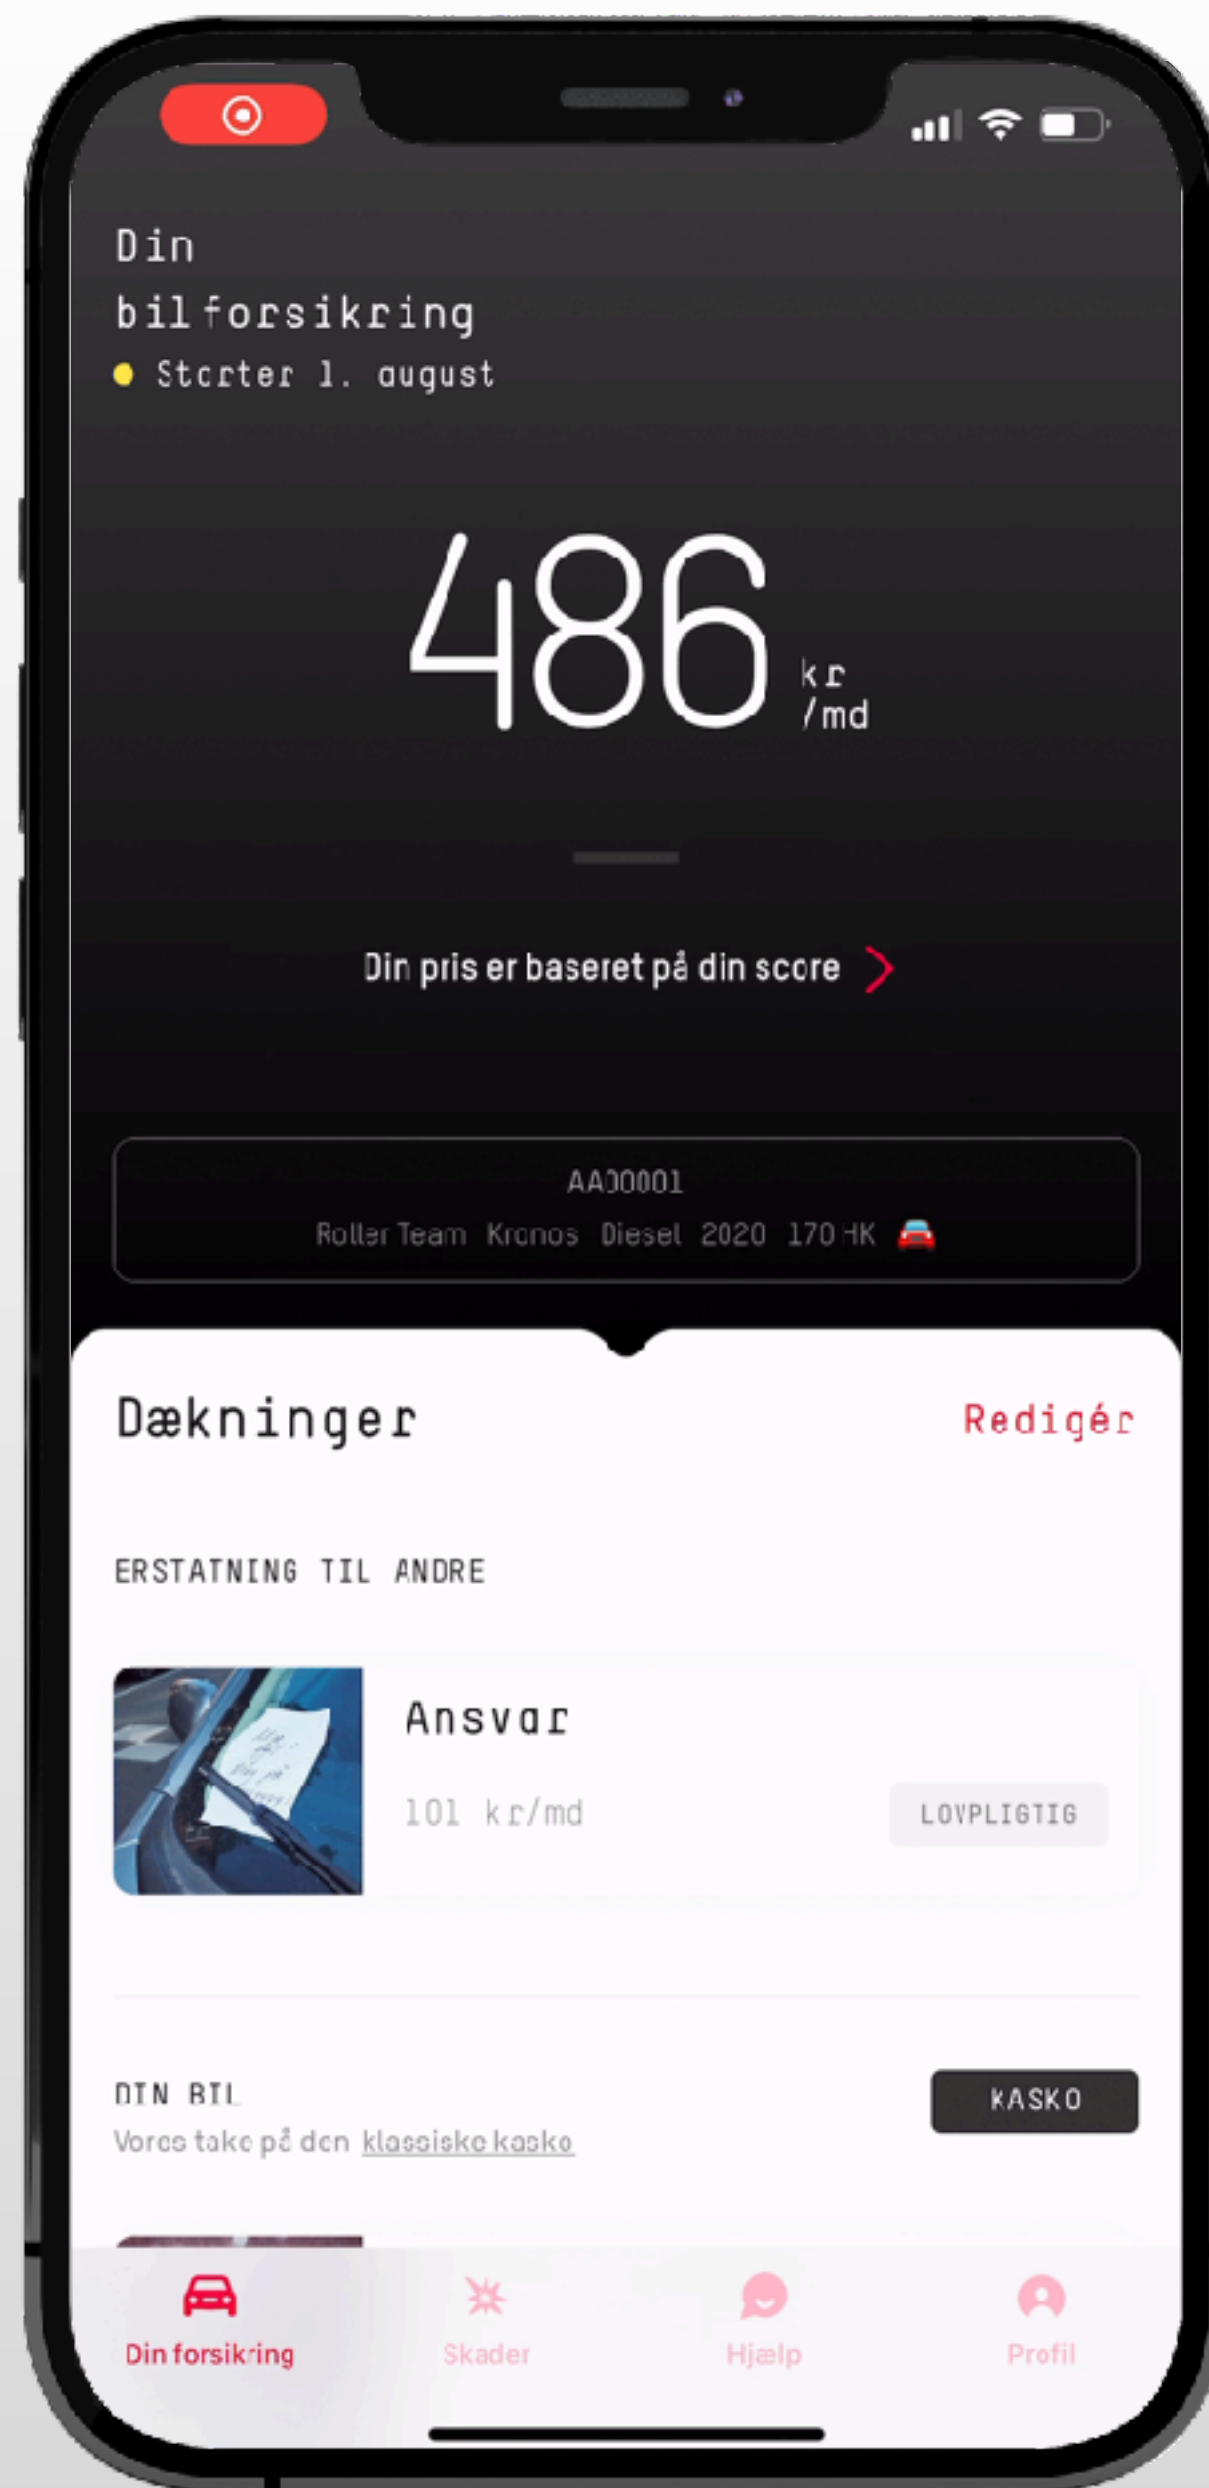 Din
bilforsikring
Starter 1. august
486 kr
/md
Din pris er baseret på din score
AA00001
Roller Team Kronos Diesel 2020 170 HK
Dækninger
Redigér
ERSTATNING TIL ANDRE
Ansvar
101 kr/md
LOVPLIGTIG
DIN BIL
KASKO
Vores take på den klassiske kasko
Din forsikring
Skader
Hjælp
Profil